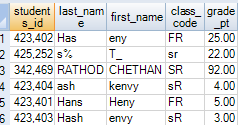 students_id last_name first_name class_code grade_pt
1 423,402 Has eny FR 25.00
2 425,252 s% T_ sr 22.00
3 342,469 RATHOD CHETHAN SR 92.00
4 423,404 ash kenvy sR 4.00
5 423,401 Hans Heny FR 5.00
6 423,403 Hash envy sR 3.00